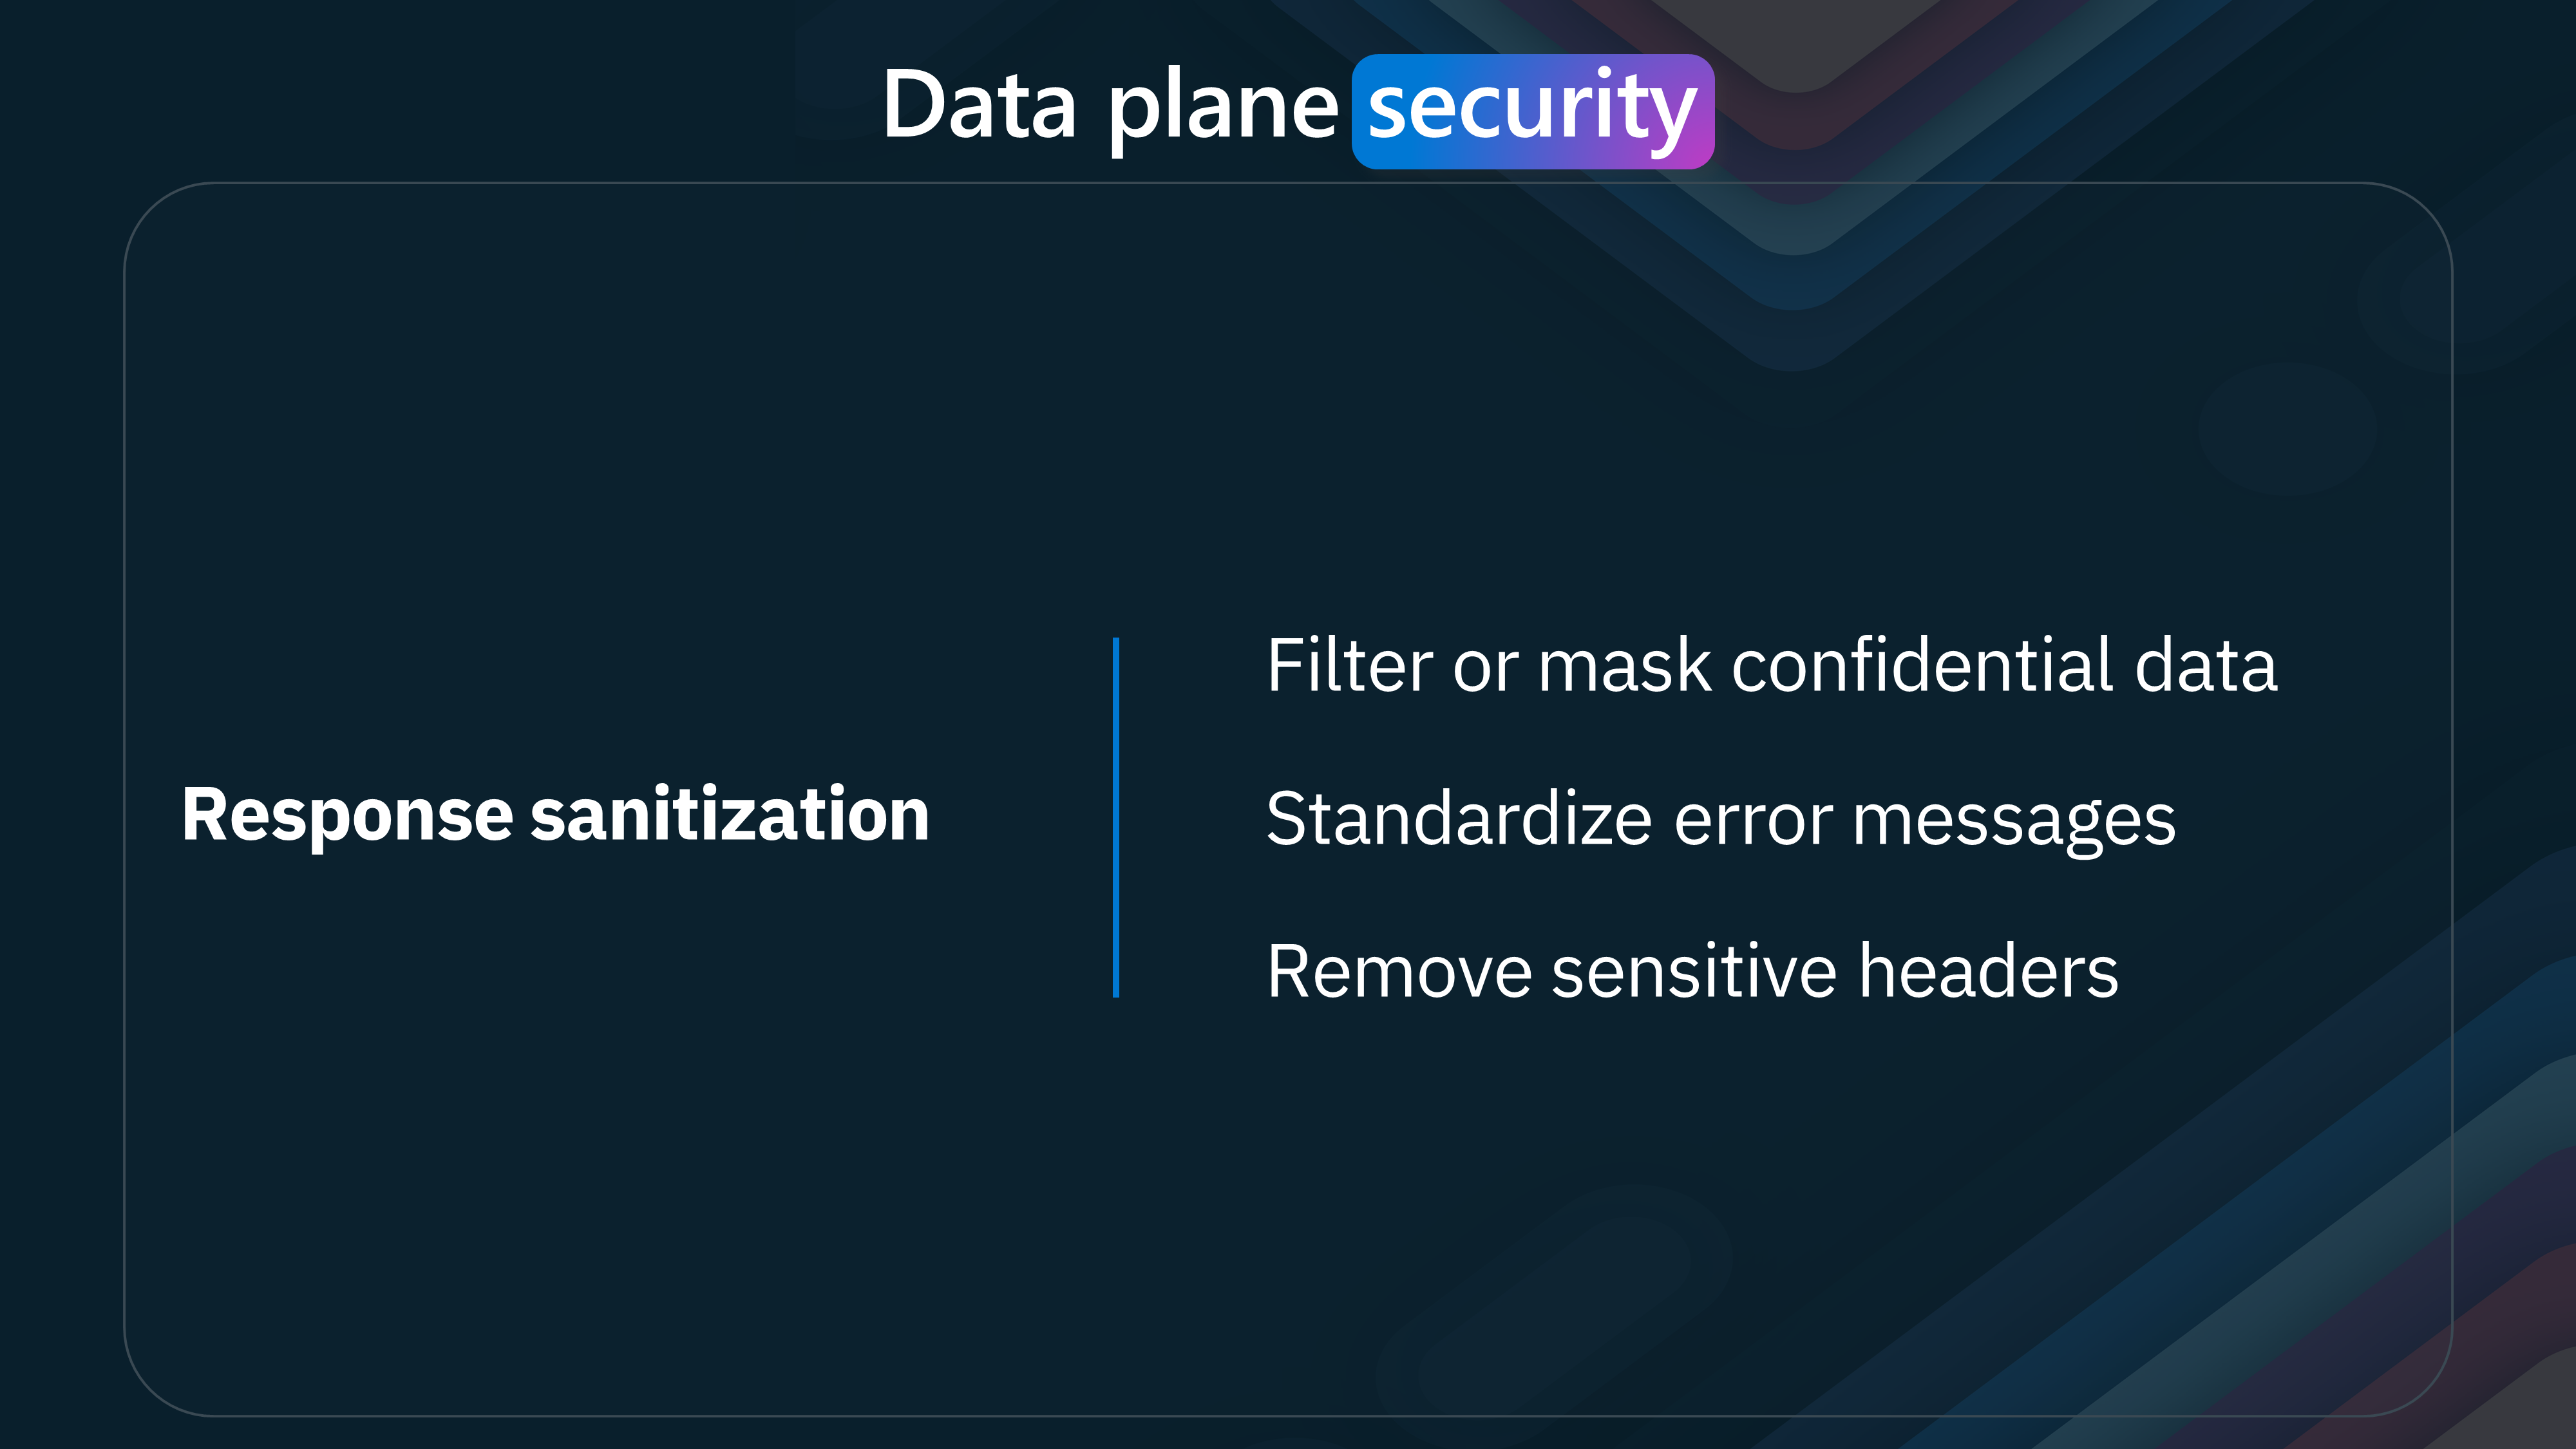 Data plane security
Response sanitization
Filter or mask confidential data
Standardize error messages
Remove sensitive headers